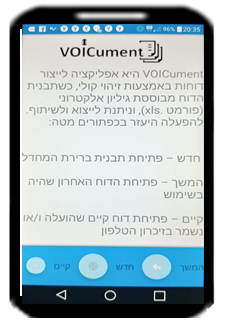 96% 20:35
VOICument
VOICument היא אפליקציה לייצור
דוחות באמצעות זיהוי קולי, כשתבנית
הדוח מבוססת גיליון אלקטרוני
(פורמט .xls), וניתנת לייצוא ולשיתוף.
להפעלה היעזר בכפתורים מטה:
חדש – פתיחת תבנית ברירת המחדל
המשך – פתיחת הדוח האחרון שהיה
בשימוש
קיים – פתיחת דוח קיים שהועלה ו/או
נשמר בזיכרון הטלפון
המשך חדש קיים